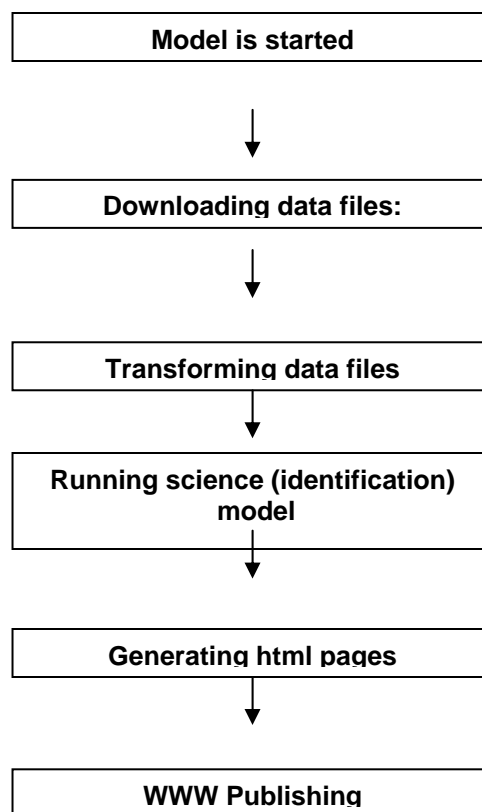 Model is started
Downloading data files:
Transforming data files
Running science (identification)
model
Generating html pages
WWW Publishing